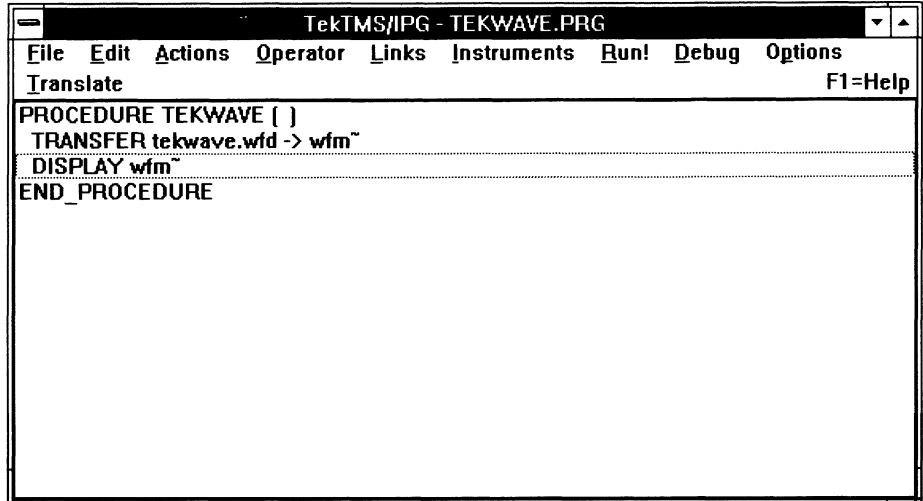 TekTMS/IPG - TEKWAVE.PRG
File Edit Actions Operator Links Instruments Run! Debug Options
Translate F1=Help
PROCEDURE TEKWAVE [ ]
TRANSFER tekwave.wfd -> wfm~
DISPLAY wfm~
END_PROCEDURE